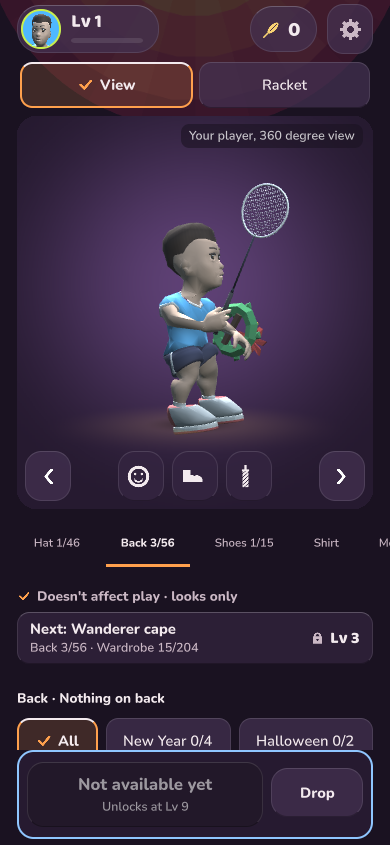 Lv 1
0
View
Racket
Your player, 360 degree view
Hat 1/46
Back 3/56
Shoes 1/15
Shirt
Doesn't affect play · looks only
Next: Wanderer cape
Back 3/56 · Wardrobe 15/204
Lv 3
Back · Nothing on back
All
New Year 0/4
Halloween 0/2
Not available yet
Unlocks at Lv 9
Drop